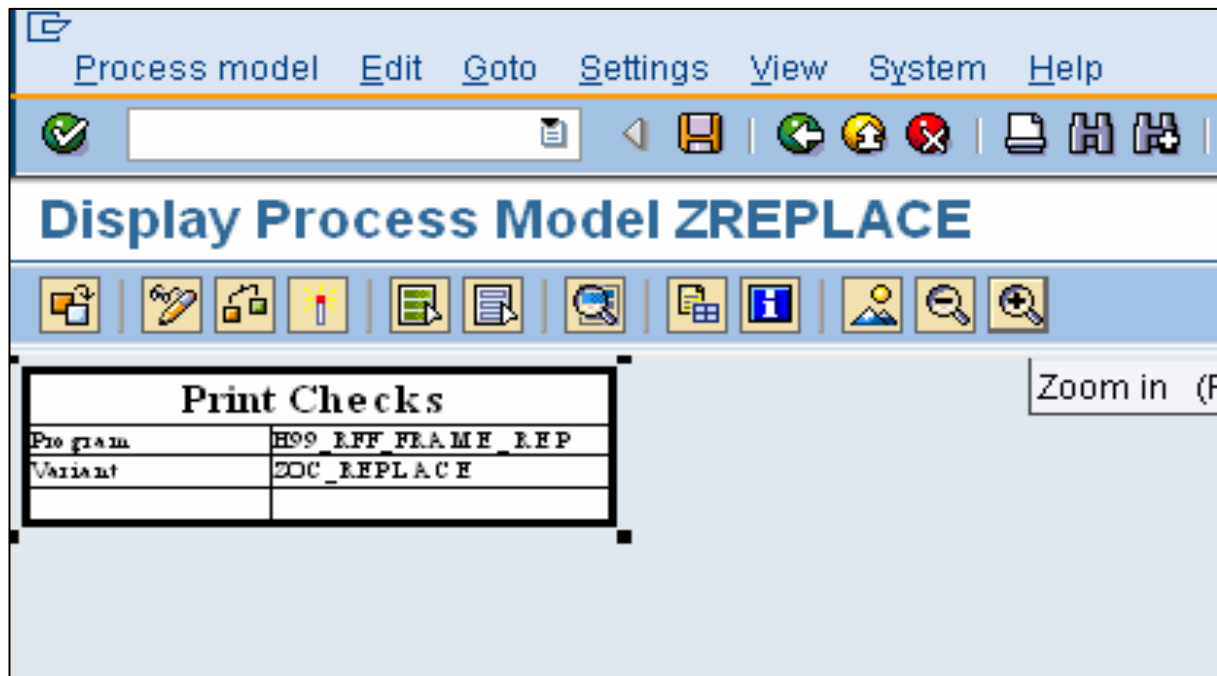 Process model Edit Goto Settings View System Help
Display Process Model ZREPLACE
Zoom in (F
Print Checks
Program H99_RFF_FRAME_REP
Variant ZOC_REPLACE